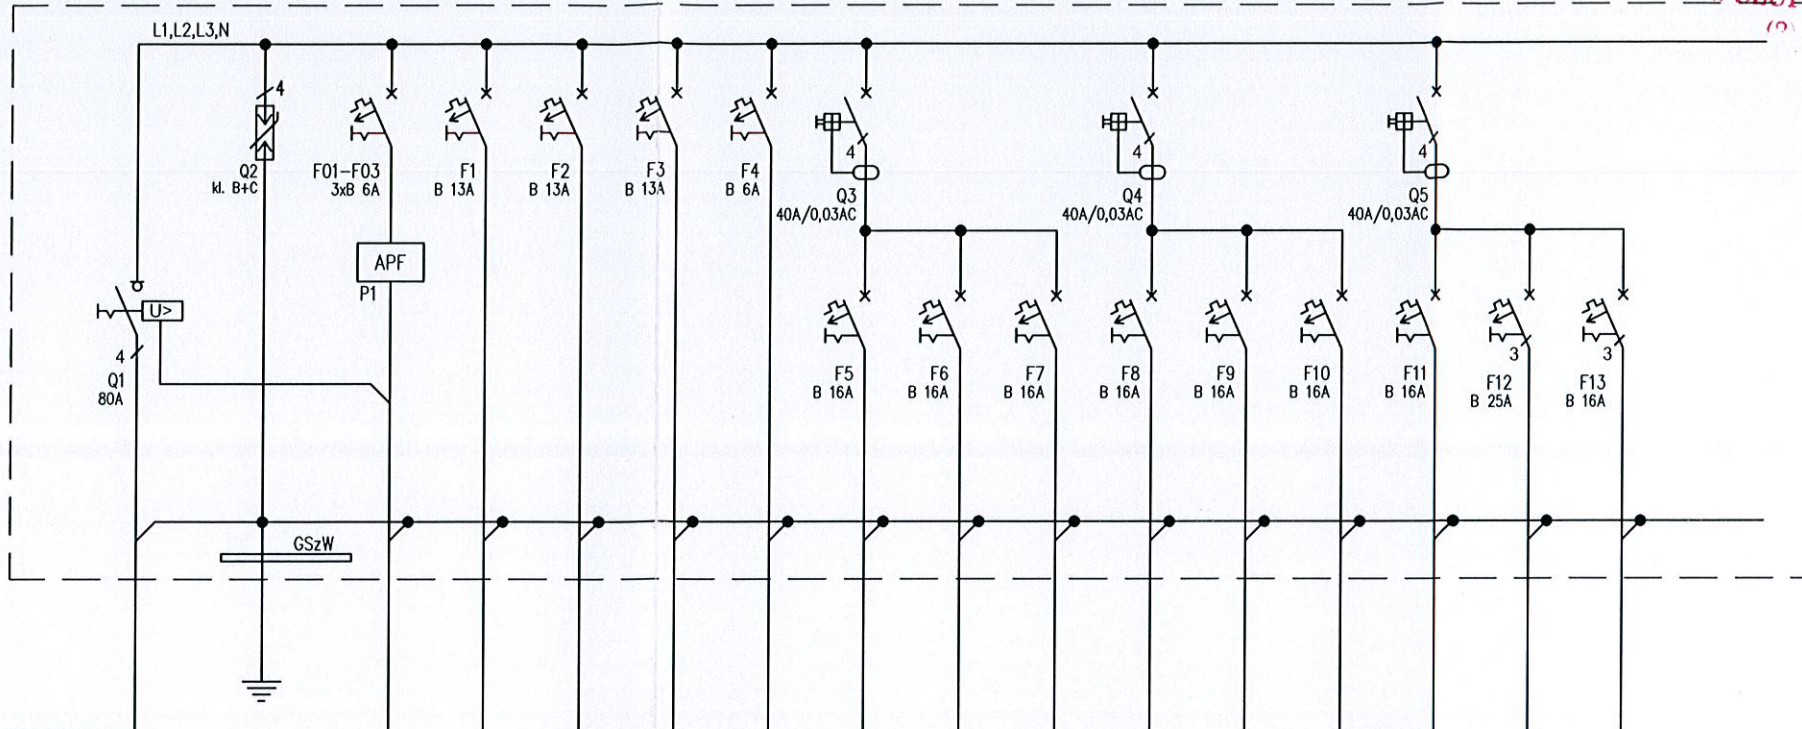 L1,L2,L3,N
4
Q2
kl. B+C
F01-F03
3xB 6A
F1
B 13A
F2
B 13A
F3
B 13A
F4
B 6A
4
Q3
40A/0,03AC
4
Q4
40A/0,03AC
4
Q5
40A/0,03AC
APF
P1
U>
4
Q1
80A
F5
B 16A
F6
B 16A
F7
B 16A
F8
B 16A
F9
B 16A
F10
B 16A
F11
B 16A
3
F12
B 25A
3
F13
B 16A
GSzW